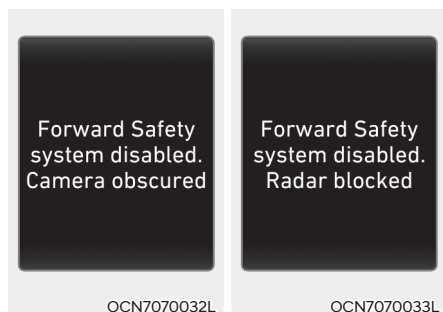 Forward Safety
system disabled.
Camera obscured
OCN7070032L
Forward Safety
system disabled.
Radar blocked
OCN7070033L